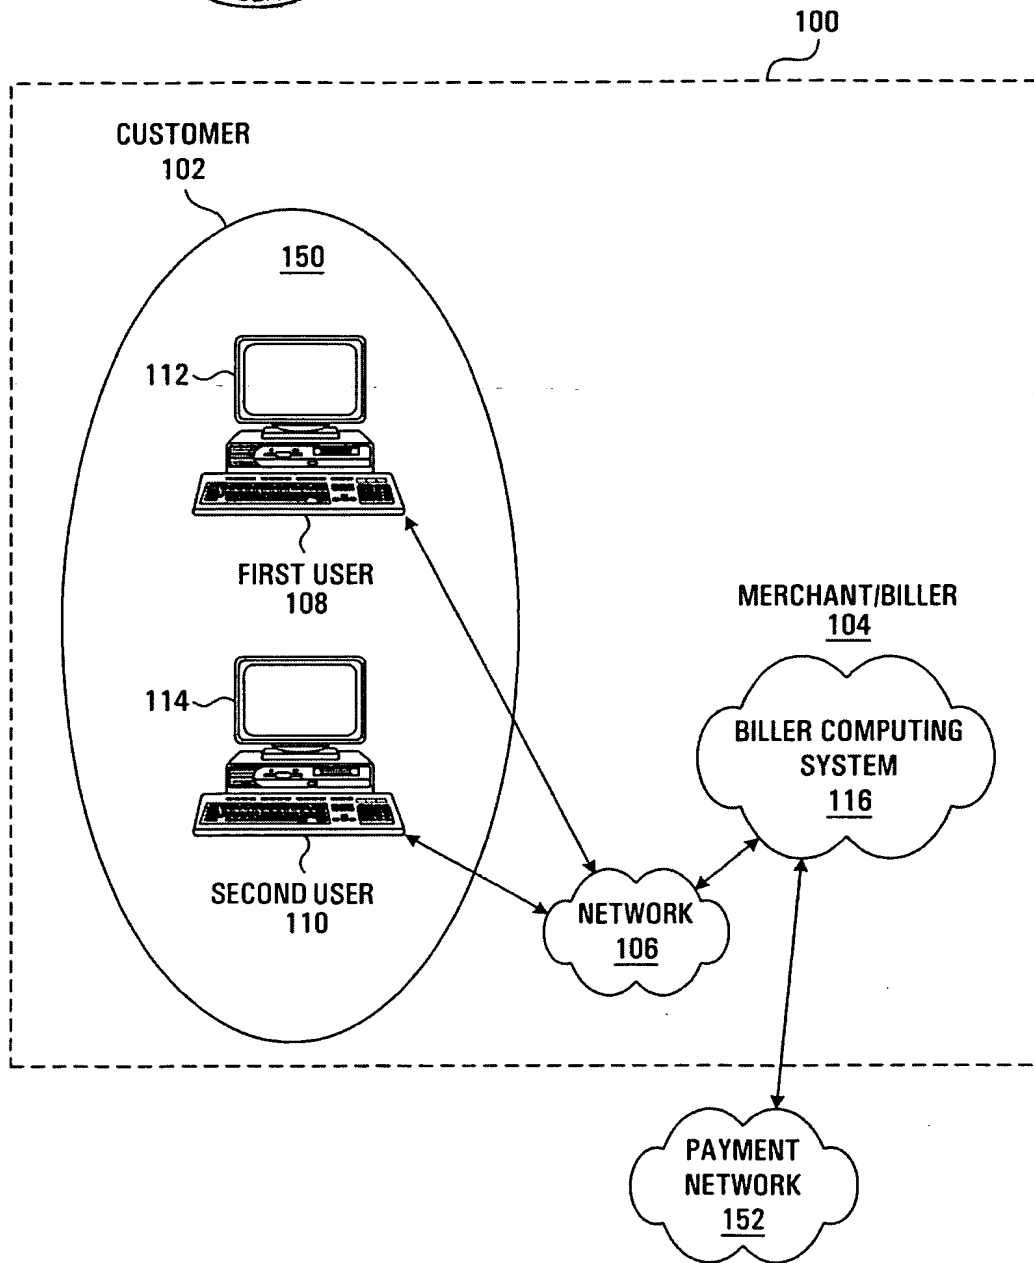 100
CUSTOMER
102
150
112
FIRST USER
108
MERCHANT/BILLER
104
114
BILLER COMPUTING
SYSTEM
116
SECOND USER
110
NETWORK
106
PAYMENT
NETWORK
152